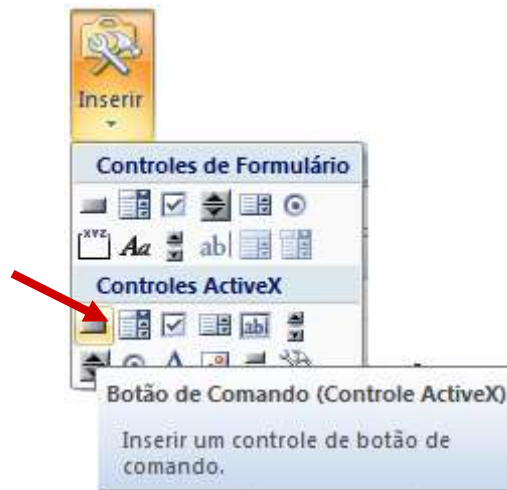 Inserir
Controles de Formulário
XYZ
Aa
ab
Controles ActiveX
abl
A
Botão de Comando (Controle ActiveX)
Inserir um controle de botão de
comando.